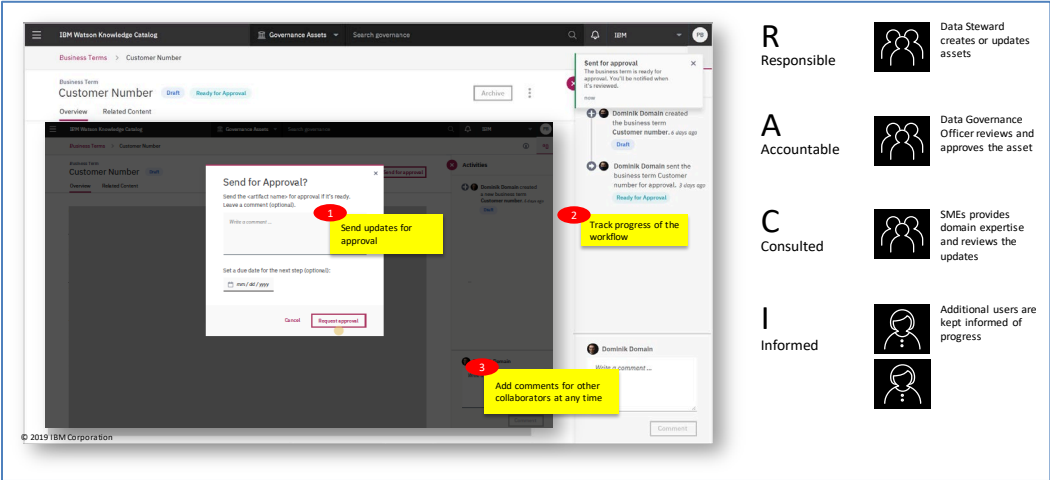 IBM Watson Knowledge Catalog
Governance Assets
Search governance
IBM
PB
Business Terms > Customer Number
Business Term
Customer Number Draft Ready for Approval
Archive
Overview Related Content
Sent for approval
The business term is ready for
approval. You'll be notified when
it's reviewed.
now
Dominik Domain created
the business term
Customer number. 6 days ago
Draft
Dominik Domain sent the
business term Customer
number for approval. 3 days ago
Ready for Approval
IBM Watson Knowledge Catalog
Governance Assets
Search governance
IBM
Business Terms > Customer Number
Business Term
Customer Number Draft
Send for approval
Overview Related Content
Activities
Dominik Domain created
a new business term
Customer number. 6 days ago
Draft
Send for Approval?
Send the <artifact name> for approval if it's ready.
Leave a comment (optional).
Write a comment ...
Set a due date for the next step (optional):
mm / dd / yyyy
Cancel
Request approval
1
Send updates for
approval
2
Track progress of the
workflow
3
Add comments for other
collaborators at any time
Domain
Comment
Dominik Domain
Write a comment ...
Comment
© 2019 IBM Corporation
R
Responsible
Data Steward
creates or updates
assets
A
Accountable
Data Governance
Officer reviews and
approves the asset
C
Consulted
SMEs provides
domain expertise
and reviews the
updates
I
Informed
Additional users are
kept informed of
progress